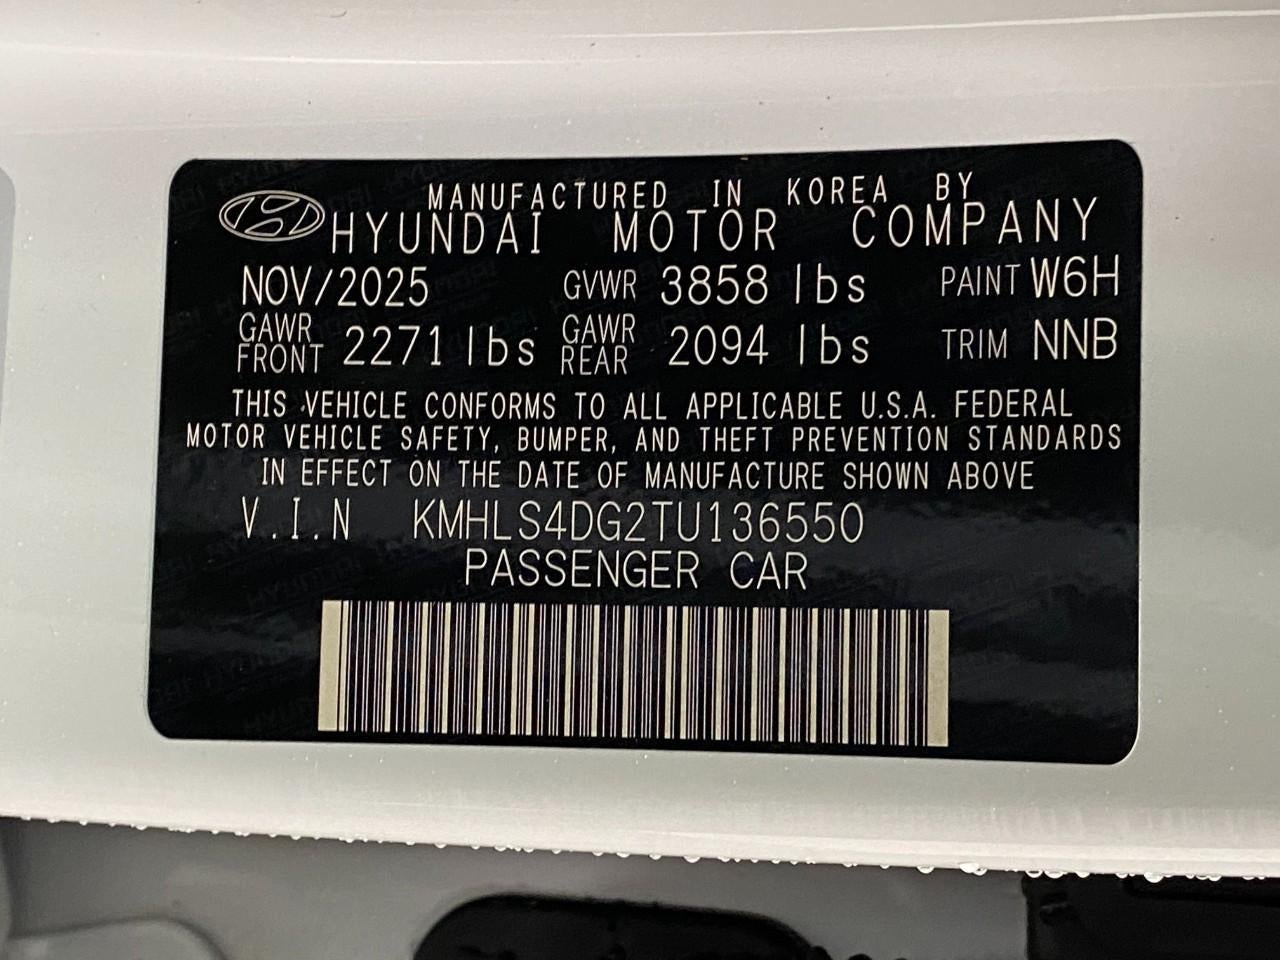 MANUFACTURED IN KOREA BY
HYUNDAI MOTOR COMPANY
NOV/2025 GVWR 3858 lbs PAINT W6H
GAWR FRONT 2271 lbs GAWR REAR 2094 lbs TRIM NNB
THIS VEHICLE CONFORMS TO ALL APPLICABLE U.S.A. FEDERAL
MOTOR VEHICLE SAFETY, BUMPER, AND THEFT PREVENTION STANDARDS
IN EFFECT ON THE DATE OF MANUFACTURE SHOWN ABOVE
V.I.N KMHLS4DG2TU136550
PASSENGER CAR